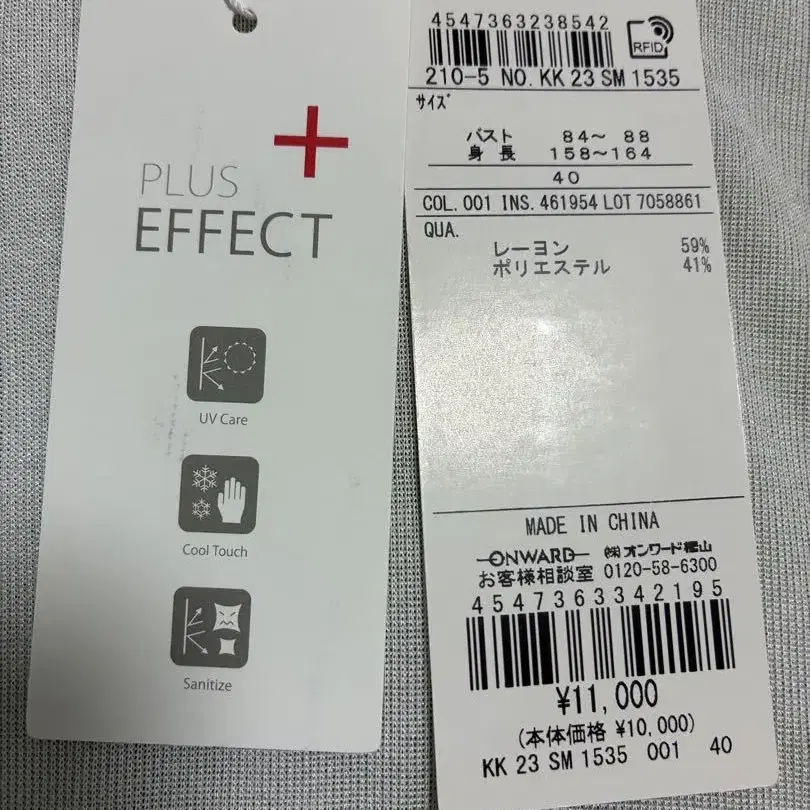 PLUS
EFFECT
UV Care
Cool Touch
Sanitize
4547363238542
RFID
210-5 NO. KK 23 SM 1535
サイズ
バスト 84〜 88
身長 158〜164
40
COL. 001 INS. 461954 LOT 7058861
QUA.
レーヨン 59%
ポリエステル 41%
MADE IN CHINA
ONWARD ㈱オンワード樫山
お客様相談室 0120-58-6300
4547363342195
¥11,000
(本体価格 ¥10,000)
KK 23 SM 1535 001 40